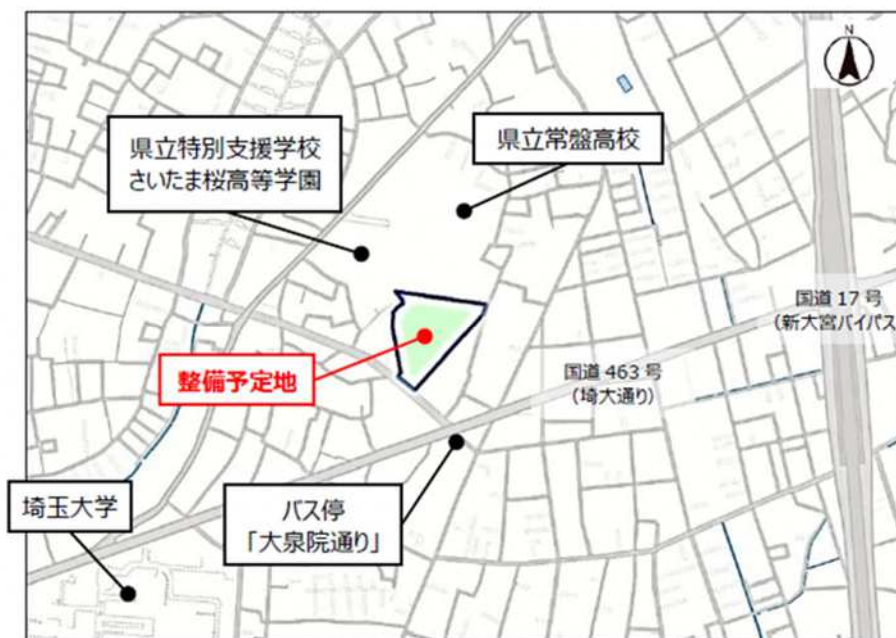 N
県立特別支援学校
さいたま桜高等学園
県立常盤高校
国道 17 号
（新大宮バイパス
整備予定地
国道 463 号
（埼大通り）
埼玉大学
バス停
「大泉院通り」